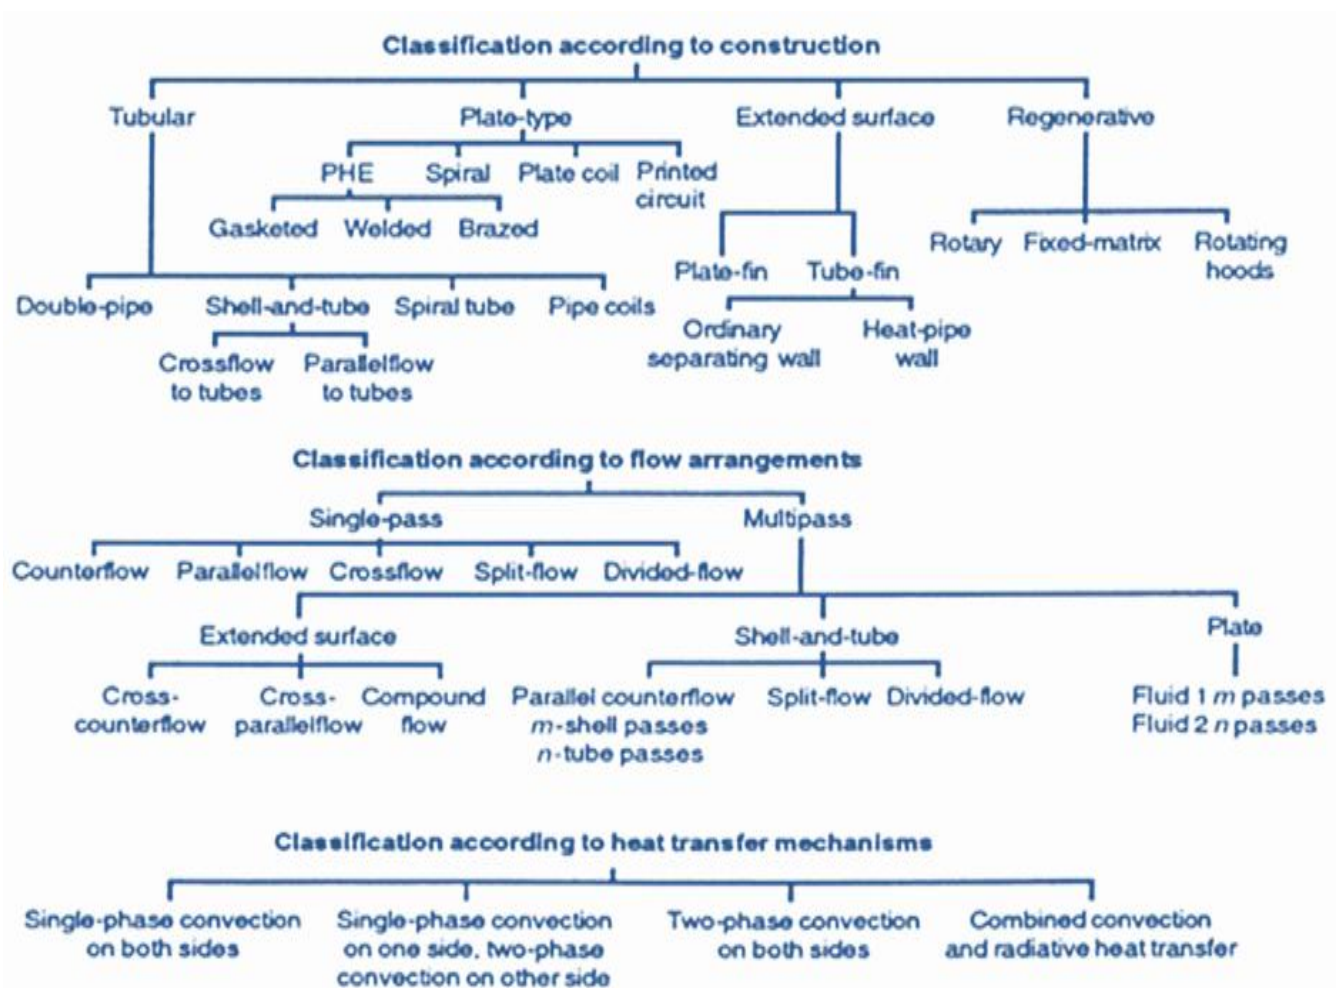 Classification according to construction
Tubular Plate-type Extended surface Regenerative
PHE Spiral Plate coil Printed circuit
Gasketed Welded Brazed
Rotary Fixed-matrix Rotating hoods
Plate-fin Tube-fin
Double-pipe Shell-and-tube Spiral tube Pipe coils
Ordinary separating wall Heat-pipe wall
Crossflow to tubes Parallelflow to tubes
Classification according to flow arrangements
Single-pass Multipass
Counterflow Parallelflow Crossflow Split-flow Divided-flow
Extended surface Shell-and-tube Plate
Cross-counterflow Cross-parallelflow Compound flow
Parallel counterflow Split-flow Divided-flow
m-shell passes
n-tube passes
Fluid 1 m passes
Fluid 2 n passes
Classification according to heat transfer mechanisms
Single-phase convection
on both sides
Single-phase convection
on one side, two-phase
convection on other side
Two-phase convection
on both sides
Combined convection
and radiative heat transfer